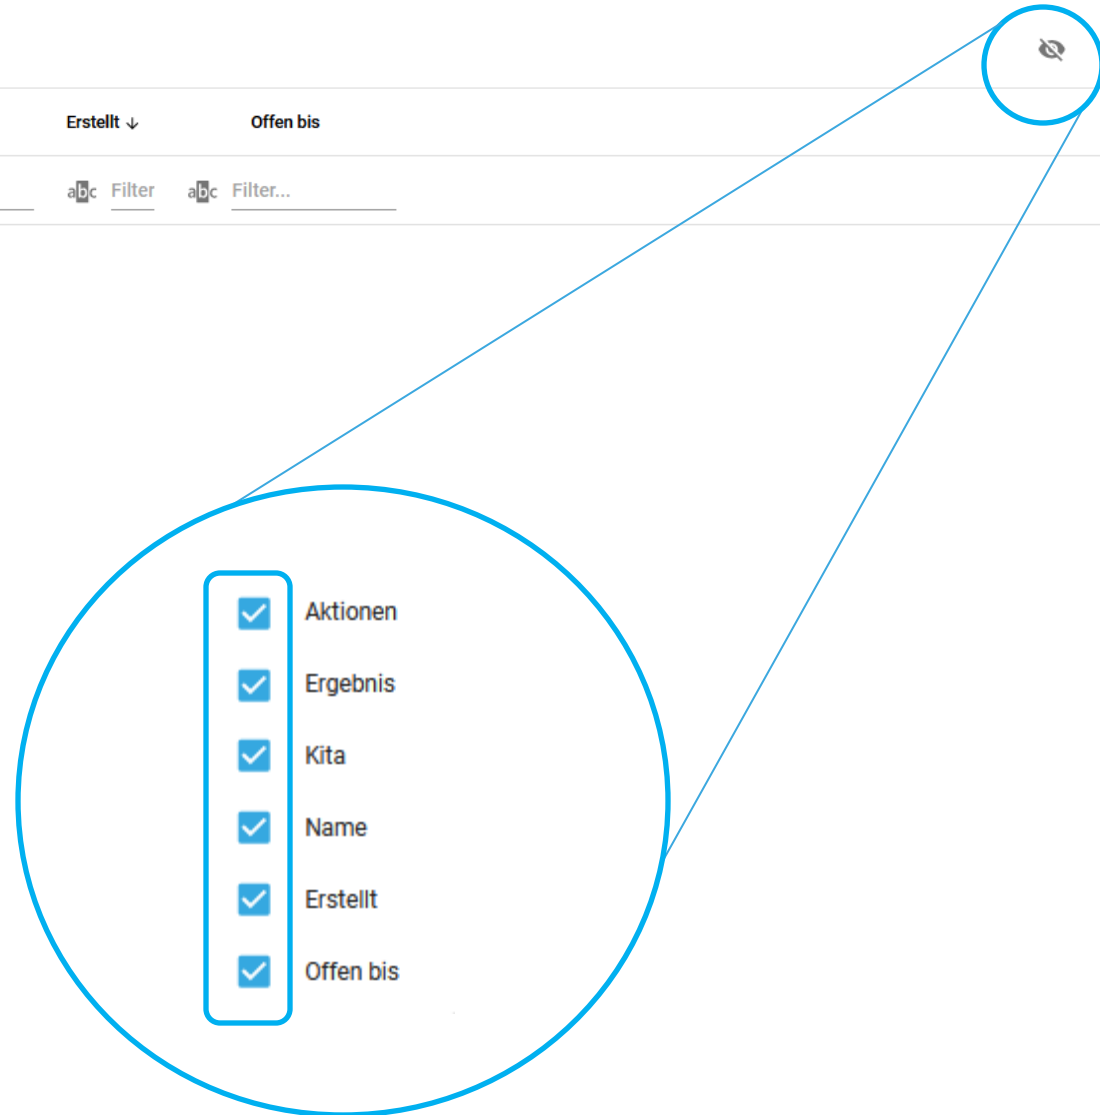 Erstellt ↓ Offen bis
abc Filter abc Filter...
Aktionen
Ergebnis
Kita
Name
Erstellt
Offen bis